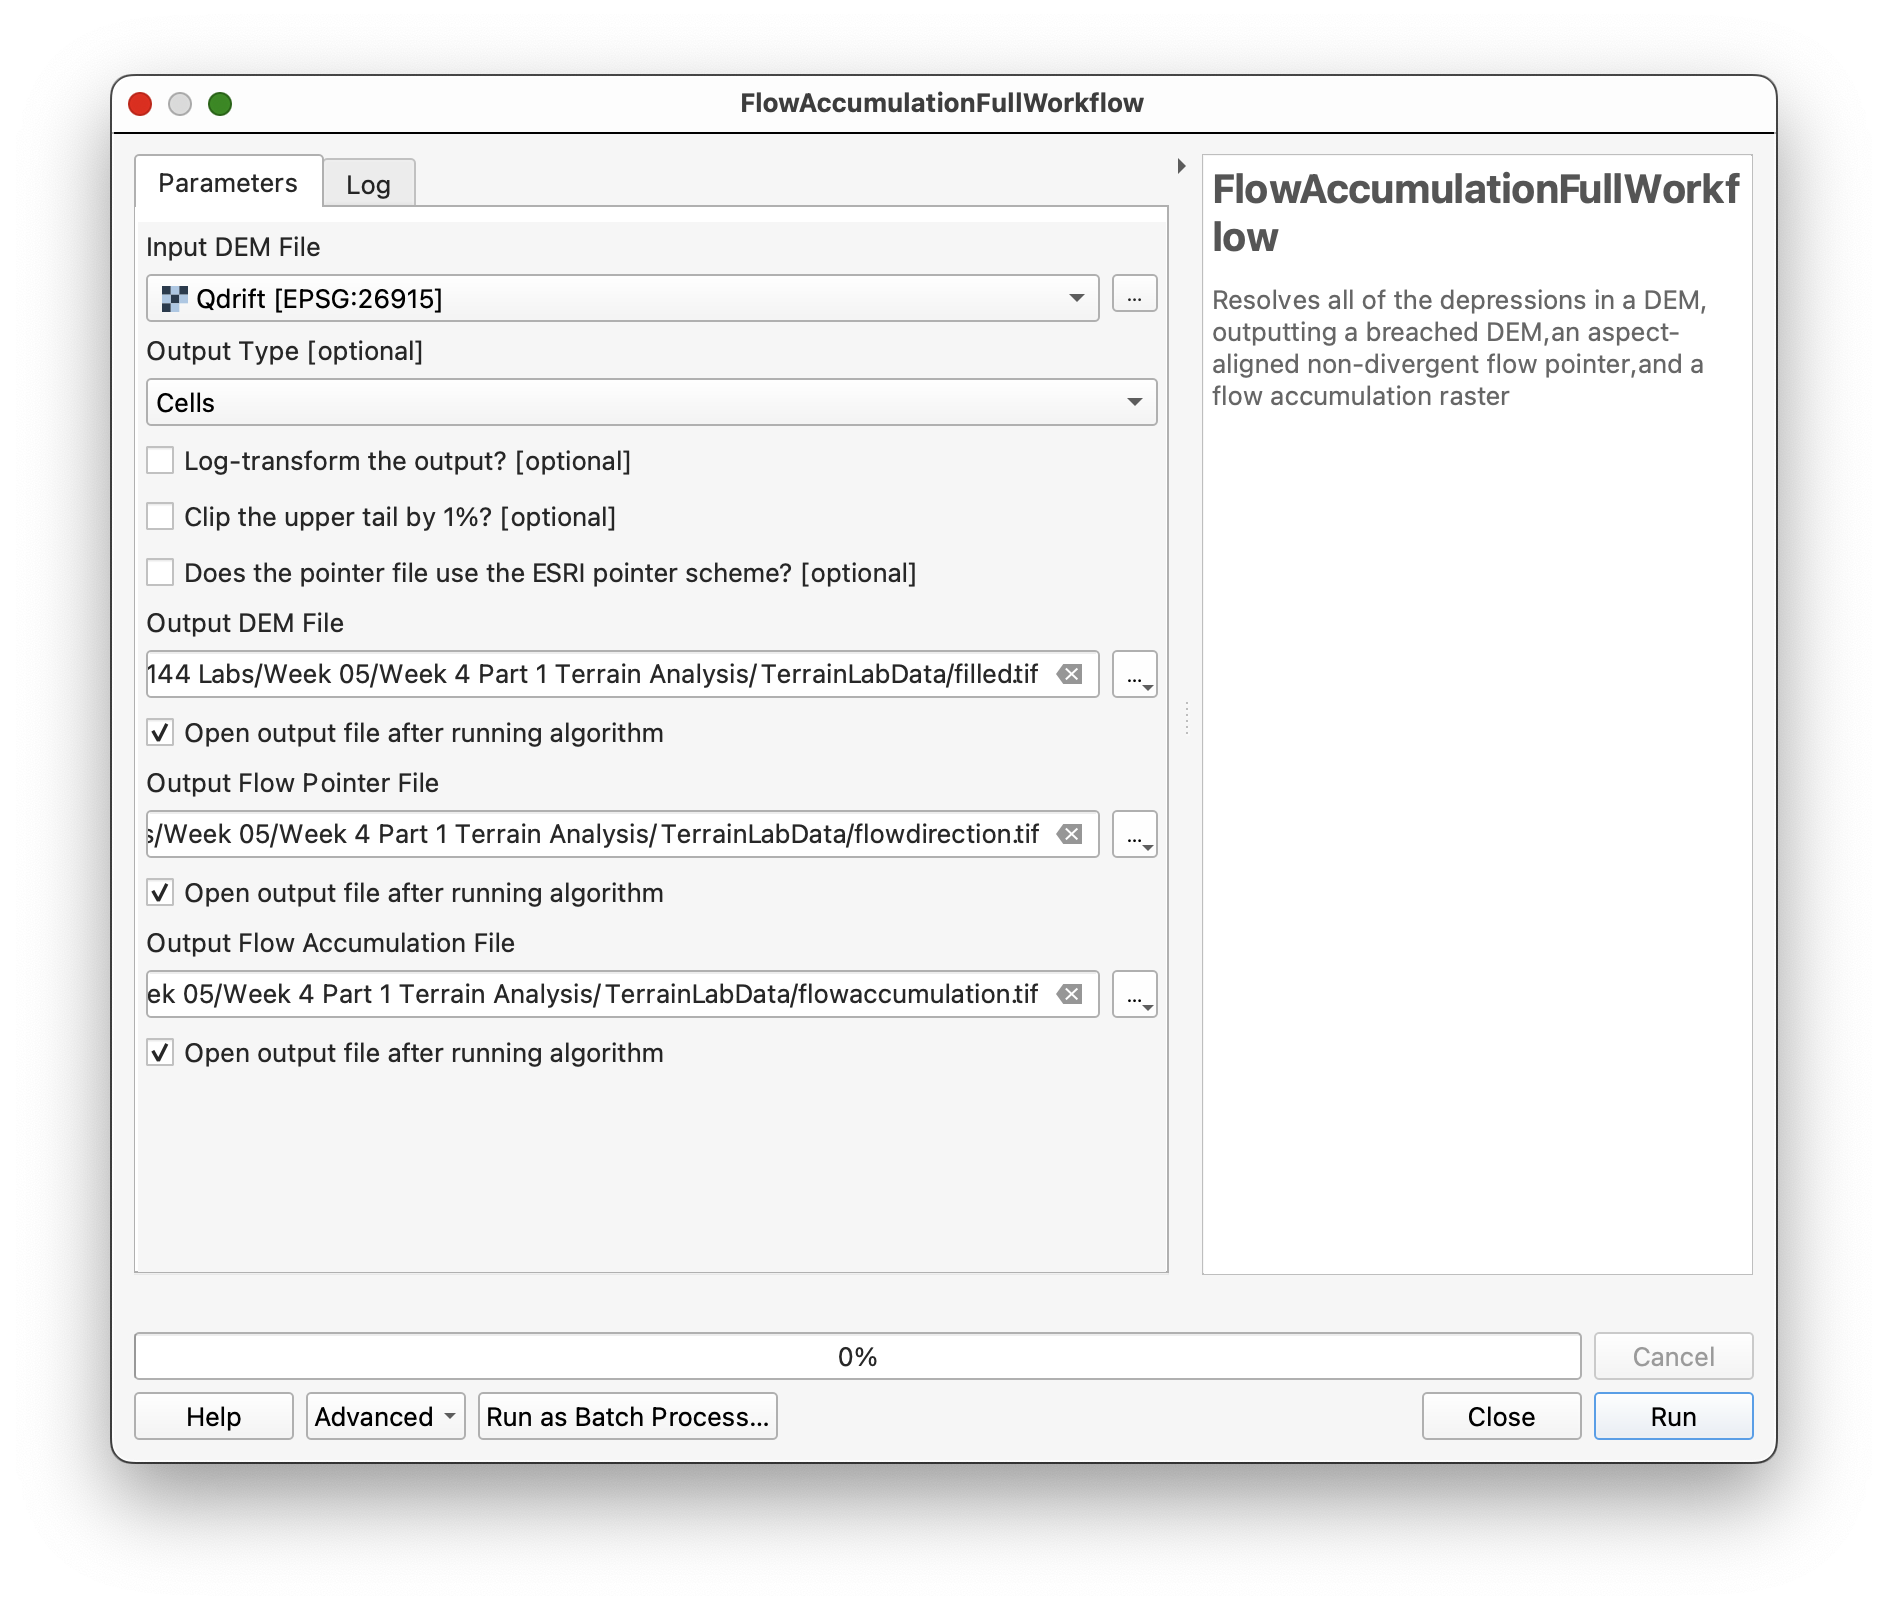 FlowAccumulationFullWorkflow
Parameters
Log
Input DEM File
Qdrift [EPSG:26915]
...
Output Type [optional]
Cells
Log-transform the output? [optional]
Clip the upper tail by 1%? [optional]
Does the pointer file use the ESRI pointer scheme? [optional]
Output DEM File
144 Labs/Week 05/Week 4 Part 1 Terrain Analysis/TerrainLabData/filled.tif
...
Open output file after running algorithm
Output Flow Pointer File
s/Week 05/Week 4 Part 1 Terrain Analysis/TerrainLabData/flowdirection.tif
...
Open output file after running algorithm
Output Flow Accumulation File
ek 05/Week 4 Part 1 Terrain Analysis/TerrainLabData/flowaccumulation.tif
...
Open output file after running algorithm
FlowAccumulationFullWorkf
low
Resolves all of the depressions in a DEM,
outputting a breached DEM,an aspect-
aligned non-divergent flow pointer,and a
flow accumulation raster
0%
Cancel
Help
Advanced
Run as Batch Process...
Close
Run